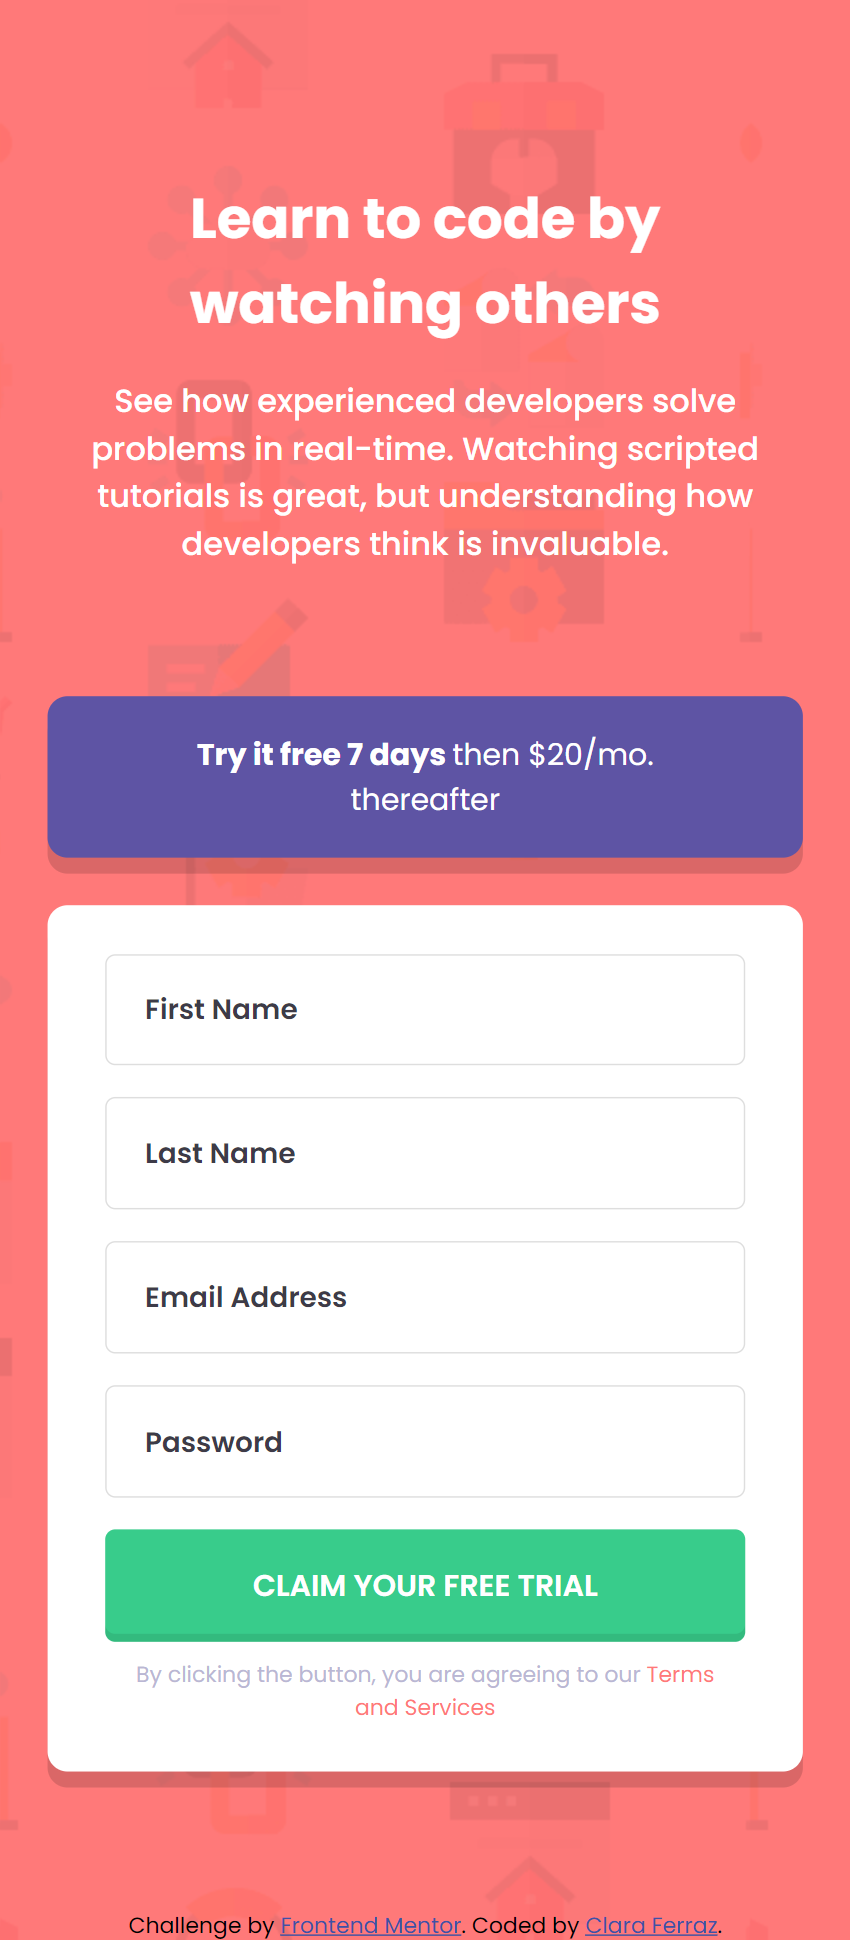 Learn to code by
watching others
See how experienced developers solve
problems in real-time. Watching scripted
tutorials is great, but understanding how
developers think is invaluable.
Try it free 7 days then $20/mo.
thereafter
First Name
Last Name
Email Address
Password
CLAIM YOUR FREE TRIAL
By clicking the button, you are agreeing to our Terms
and Services
Challenge by Frontend Mentor. Coded by Clara Ferraz.